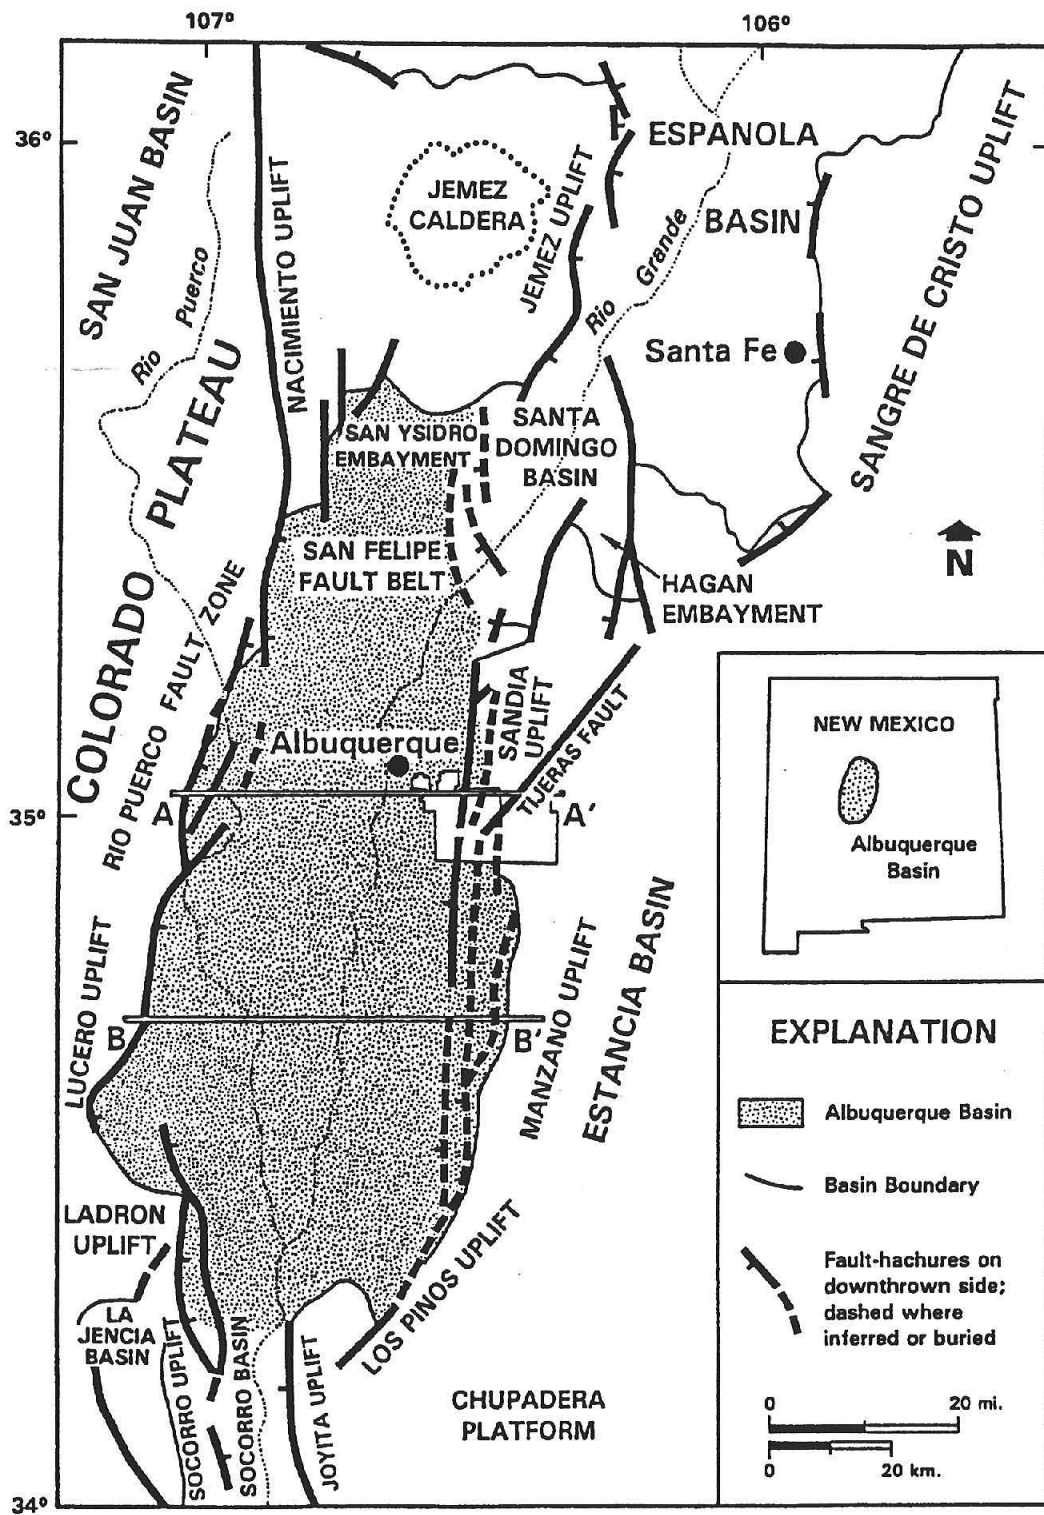 107°
106°
36°
35°
34°
SAN JUAN BASIN
Rio Puerco
COLORADO PLATEAU
NACIMIENTO UPLIFT
JEMEZ
CALDERA
JEMEZ UPLIFT
ESPANOLA
BASIN
Rio Grande
Santa Fe
SANGRE DE CRISTO UPLIFT
SAN YSIDRO
EMBAYMENT
SANTA
DOMINGO
BASIN
SAN FELIPE
FAULT BELT
HAGAN
EMBAYMENT
N
RIO PUERCO FAULT ZONE
Albuquerque
SANDIA
UPLIFT
TIJERAS FAULT
A
A'
LUCERO UPLIFT
B
B'
MANZANO UPLIFT
ESTANCIA BASIN
LADRON
UPLIFT
LA
JENCIA
BASIN
SOCORRO UPLIFT
SOCORRO BASIN
JOYITA UPLIFT
LOS PINOS UPLIFT
CHUPADERA
PLATFORM
NEW MEXICO
Albuquerque
Basin
EXPLANATION
Albuquerque Basin
Basin Boundary
Fault-hachures on
downthrown side;
dashed where
inferred or buried
0 20 mi.
0 20 km.